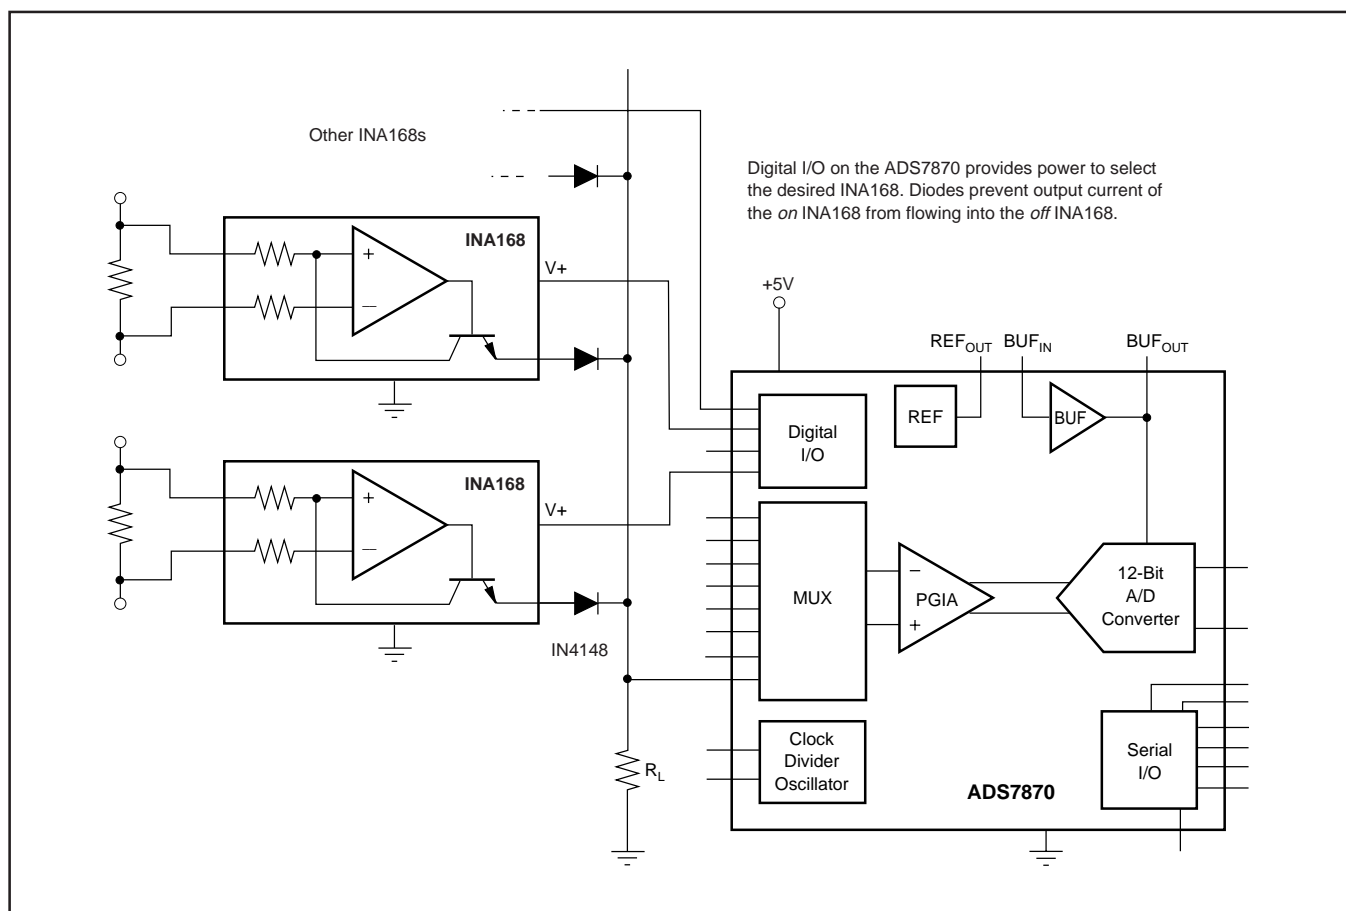 Other INA168s
Digital I/O on the ADS7870 provides power to select
the desired INA168. Diodes prevent output current of
the on INA168 from flowing into the off INA168.
INA168
+
—
V+
+5V
REFOUT
BUFIN
BUFOUT
REF
BUF
Digital
I/O
INA168
+
—
V+
IN4148
MUX
−
PGIA
+
12-Bit
A/D
Converter
RL
Clock
Divider
Oscillator
Serial
I/O
ADS7870